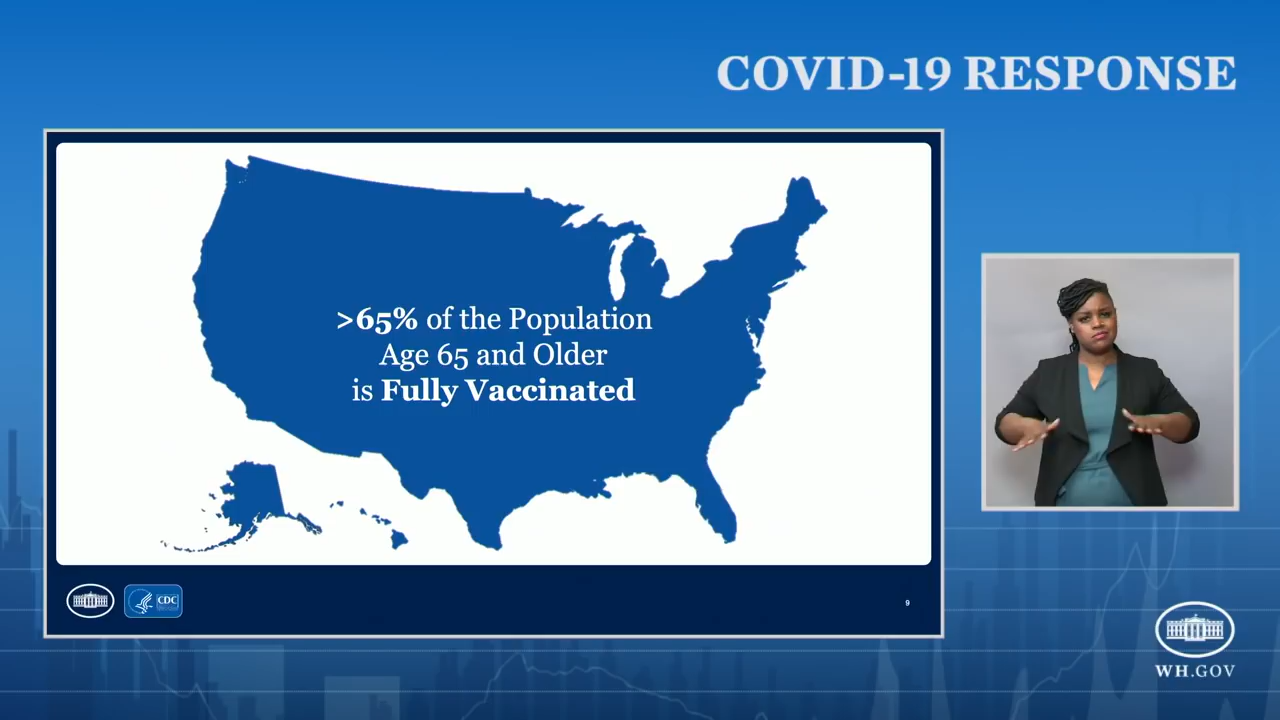 COVID-19 RESPONSE
>65% of the Population
Age 65 and Older
is Fully Vaccinated
CDC
9
WH.GOV